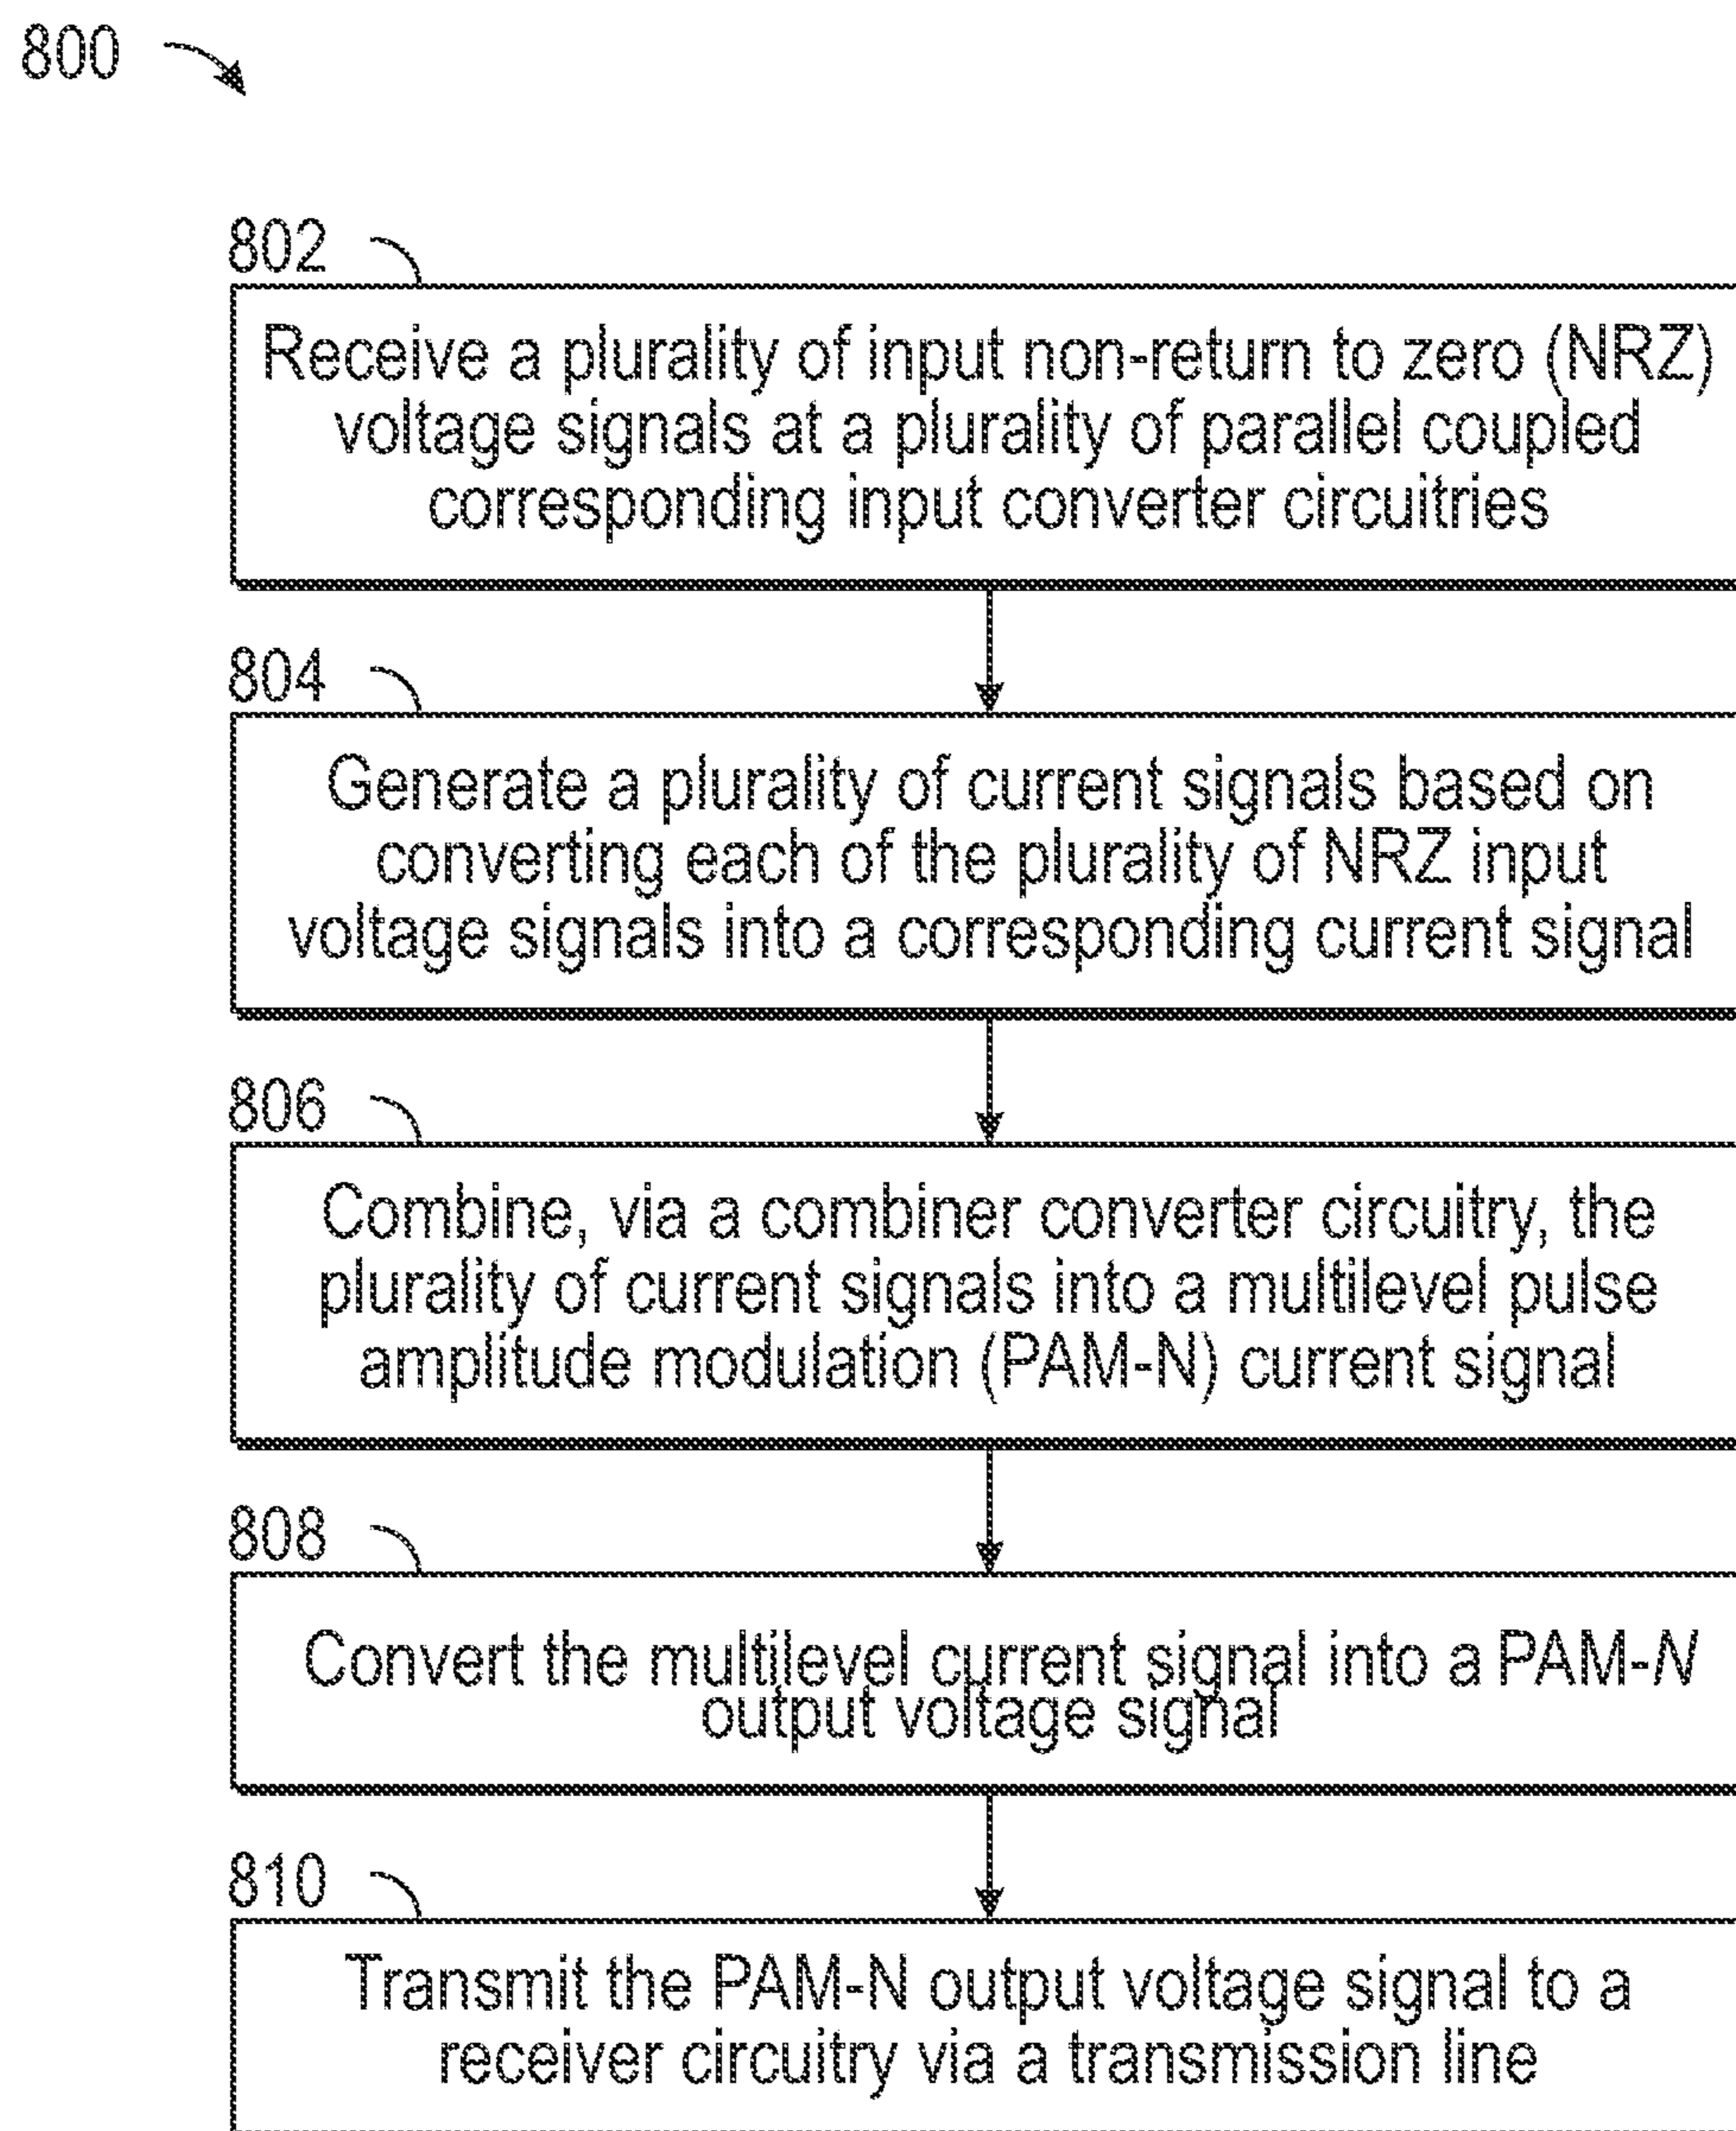 800
802
Receive a plurality of input non-return to zero (NRZ)
voltage signals at a plurality of parallel coupled
corresponding input converter circuitries
804
Generate a plurality of current signals based on
converting each of the plurality of NRZ input
voltage signals into a corresponding current signal
806
Combine, via a combiner converter circuitry, the
plurality of current signals into a multilevel pulse
amplitude modulation (PAM-N) current signal
808
Convert the multilevel current signal into a PAM-N
output voltage signal
810
Transmit the PAM-N output voltage signal to a
receiver circuitry via a transmission line